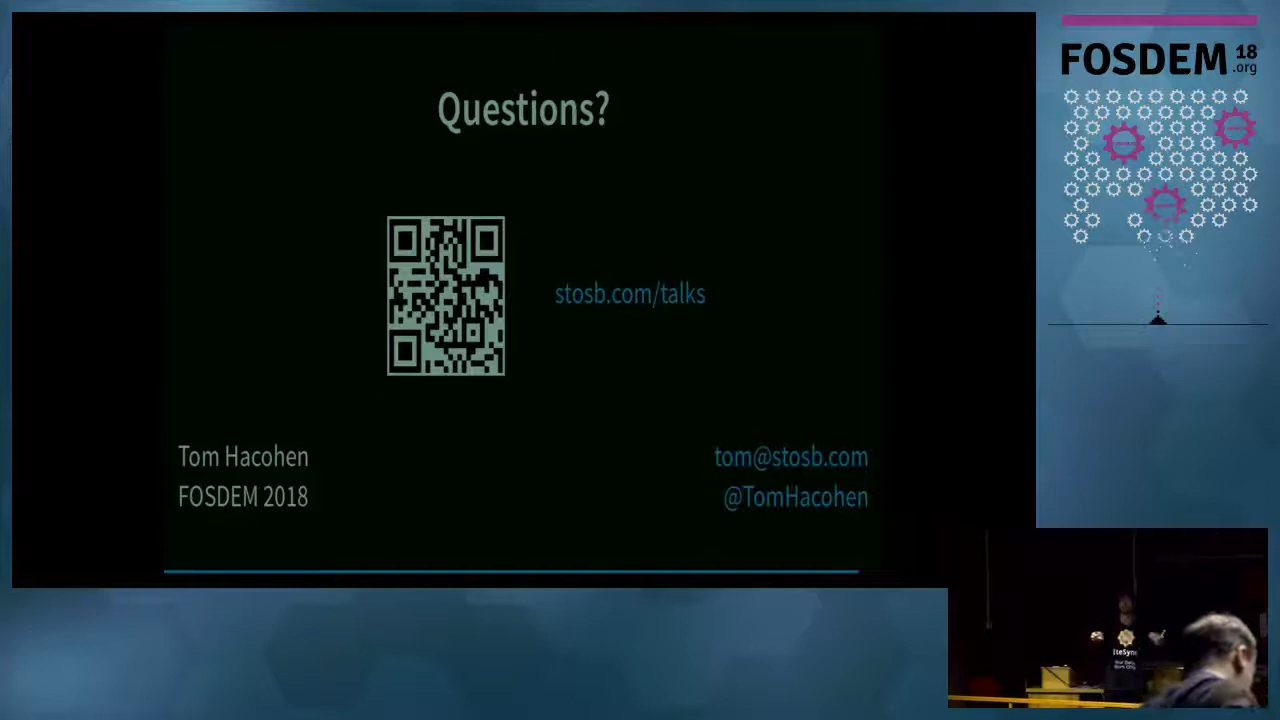 Questions?
stosb.com/talks
Tom Hacohen
FOSDEM 2018
tom@stosb.com
@TomHacohen
FOSDEM 18
.org